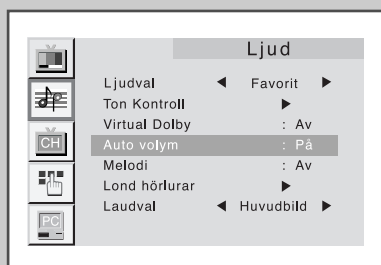 Ljud
Ljudval ◀ Favorit ▶
Ton Kontroll ▶
Virtual Dolby : Av
CH Auto volym : På
Melodi : Av
Lond hörlurar ▶
PC Laudval ◀ Huvudbild ▶